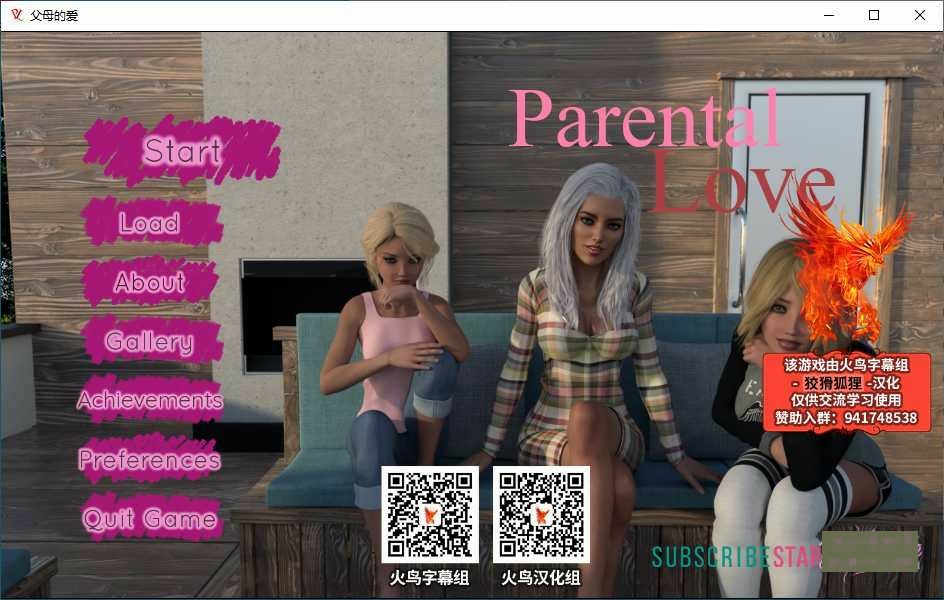 父母的爱
Parental
Love
Start
Load
About
Gallery
Achievements
Preferences
Quit Game
该游戏由火鸟字幕组
- 狡猾狐狸 -汉化
仅供交流学习使用
赞助入群：941748538
火鸟字幕组
火鸟汉化组